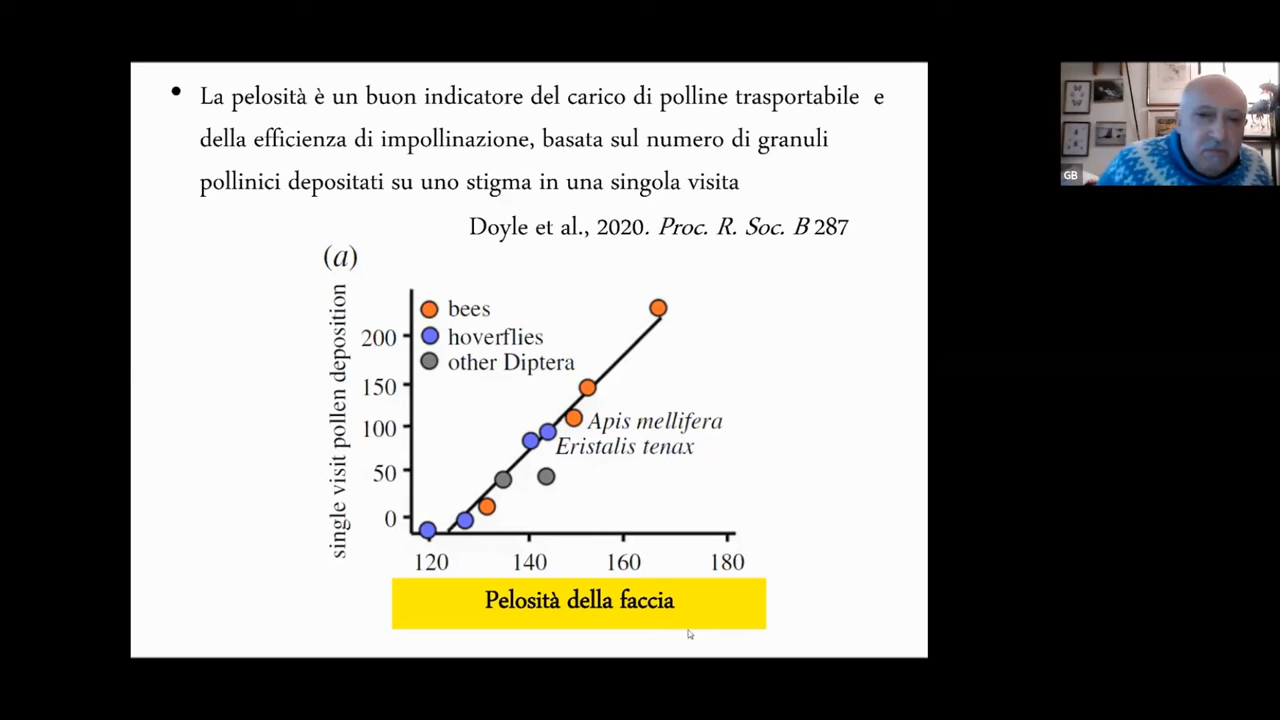 • La pelosità è un buon indicatore del carico di polline trasportabile e
della efficienza di impollinazione, basata sul numero di granuli
pollinici depositati su uno stigma in una singola visita
Doyle et al., 2020. Proc. R. Soc. B 287
(a)
single visit pollen deposition
bees
hoverflies
other Diptera
200
150
100
50
0
Apis mellifera
Eristalis tenax
120 140 160 180
Pelosità della faccia
GB